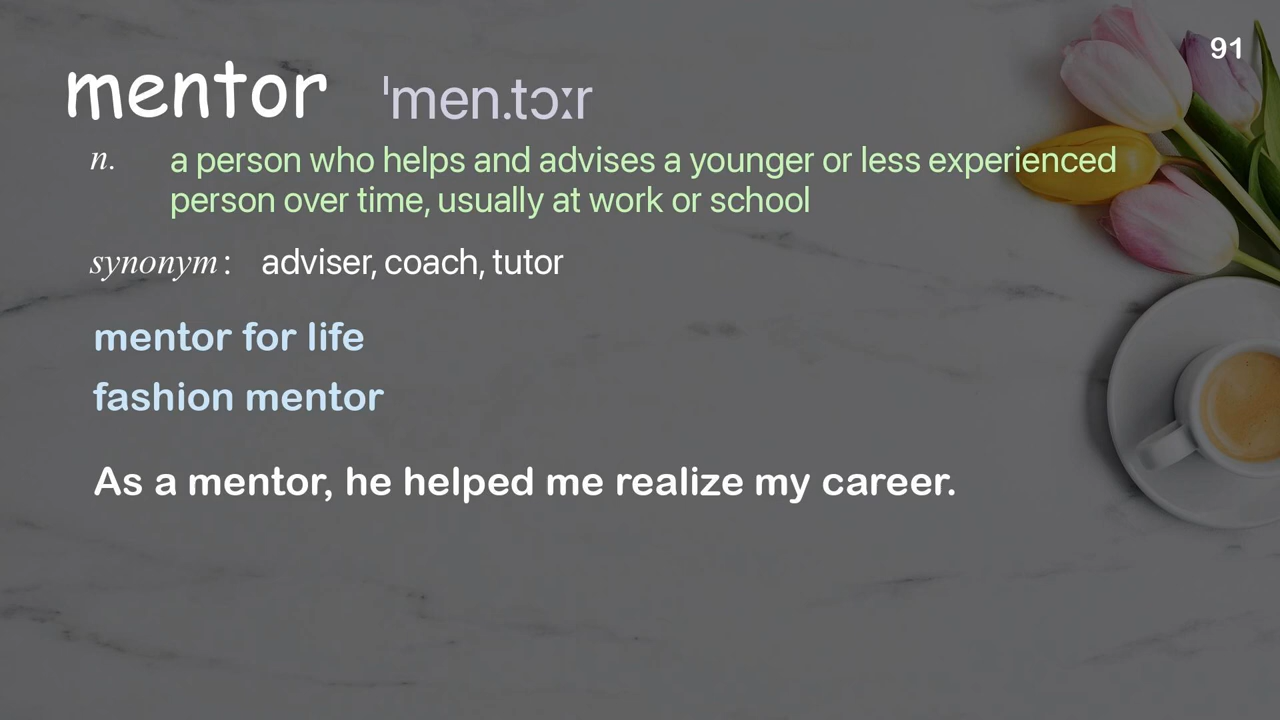 91
mentor ˈmen.tɔːr
n. a person who helps and advises a younger or less experienced
person over time, usually at work or school
synonym : adviser, coach, tutor
mentor for life
fashion mentor
As a mentor, he helped me realize my career.